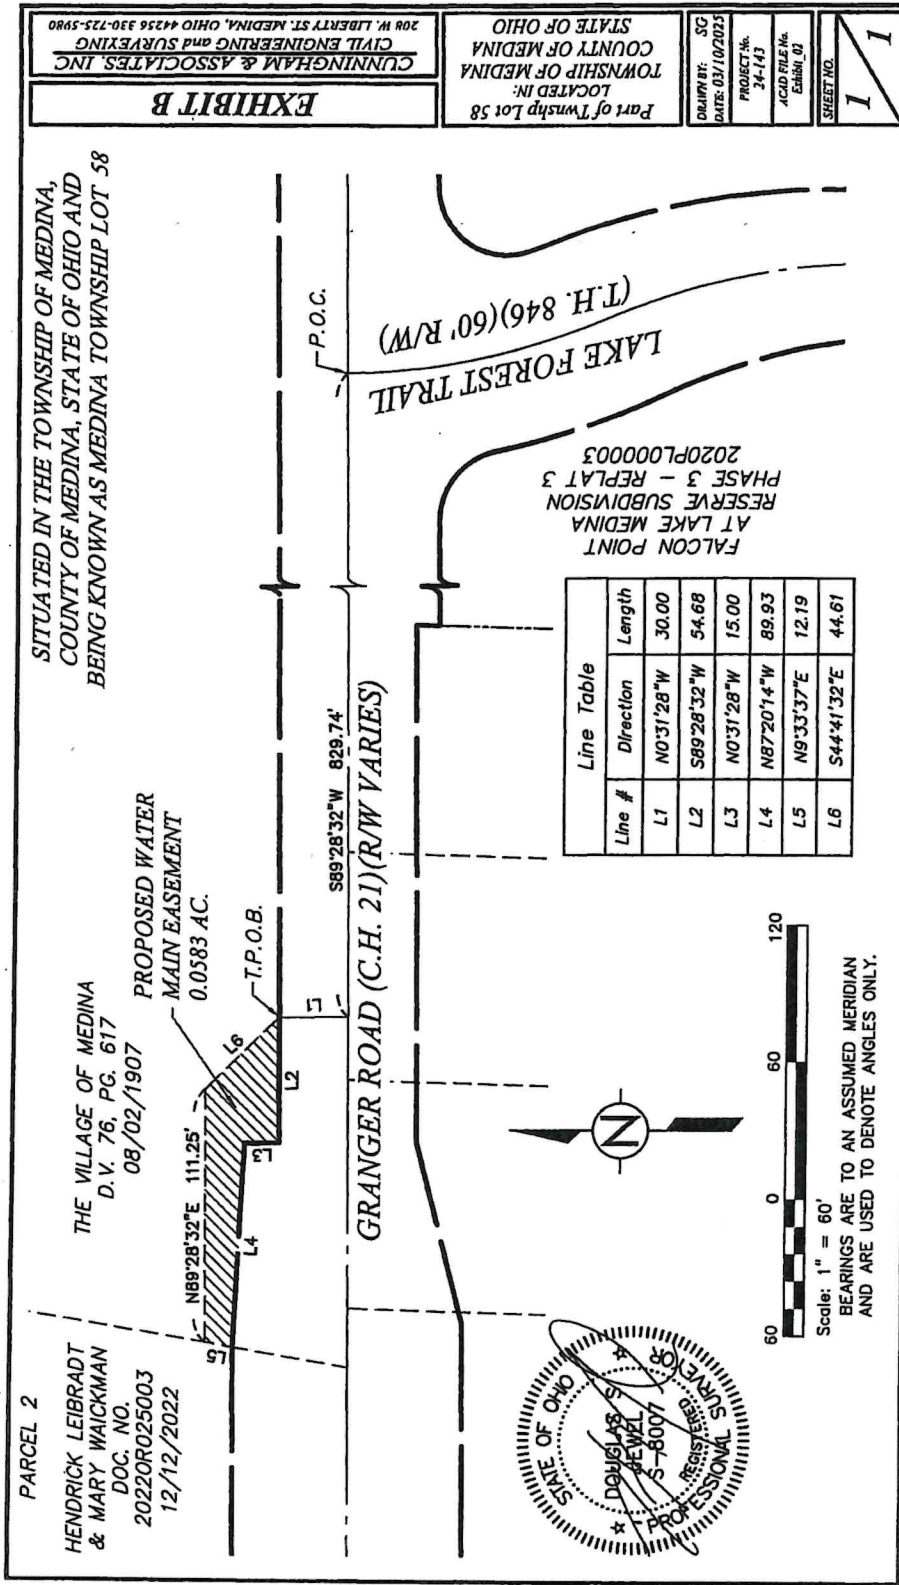 PARCEL 2
HENDRICK LEIBRADT
& MARY WAICKMAN
DOC. NO.
2022OR025003
12/12/2022
THE VILLAGE OF MEDINA
D.V. 76, PG. 617
08/02/1907
PROPOSED WATER
MAIN EASEMENT
0.0583 AC.
SITUATED IN THE TOWNSHIP OF MEDINA,
COUNTY OF MEDINA, STATE OF OHIO AND
BEING KNOWN AS MEDINA TOWNSHIP LOT 58
N89°28'32"E 111.25'
L5
L4
L3
L2
L6
T.P.O.B.
L1
S89°28'32"W 829.74'
P.O.C.
GRANGER ROAD (C.H. 21)(R/W VARIES)
LAKE FOREST TRAIL
(T.H. 846)(60' R/W)
FALCON POINT
AT LAKE MEDINA
RESERVE SUBDIVISION
PHASE 3 - REPLAT 3
2020PL000003
Line Table
Line # Direction Length
L1 N0°31'28"W 30.00
L2 S89°28'32"W 54.68
L3 N0°31'28"W 15.00
L4 N87°20'14"W 89.93
L5 N9°33'37"E 12.19
L6 S44°41'32"E 44.61
N
60 0 60 120
Scale: 1" = 60'
BEARINGS ARE TO AN ASSUMED MERIDIAN
AND ARE USED TO DENOTE ANGLES ONLY.
STATE OF OHIO
DOUGLAS S
JEWEL
S-8007
REGISTERED
PROFESSIONAL SURVEYOR
EXHIBIT B
CUNNINGHAM & ASSOCIATES, INC
CIVIL ENGINEERING and SURVEYING
208 W. LIBERTY ST. MEDINA, OHIO 44256 330-725-5980
Part of Twnshp Lot 58
LOCATED IN:
TOWNSHIP OF MEDINA
COUNTY OF MEDINA
STATE OF OHIO
DRAWN BY: SG
DATE: 03/10/2025
PROJECT No.
24-143
ACAD FILE No.
Exhibit_02
SHEET NO.
1
1